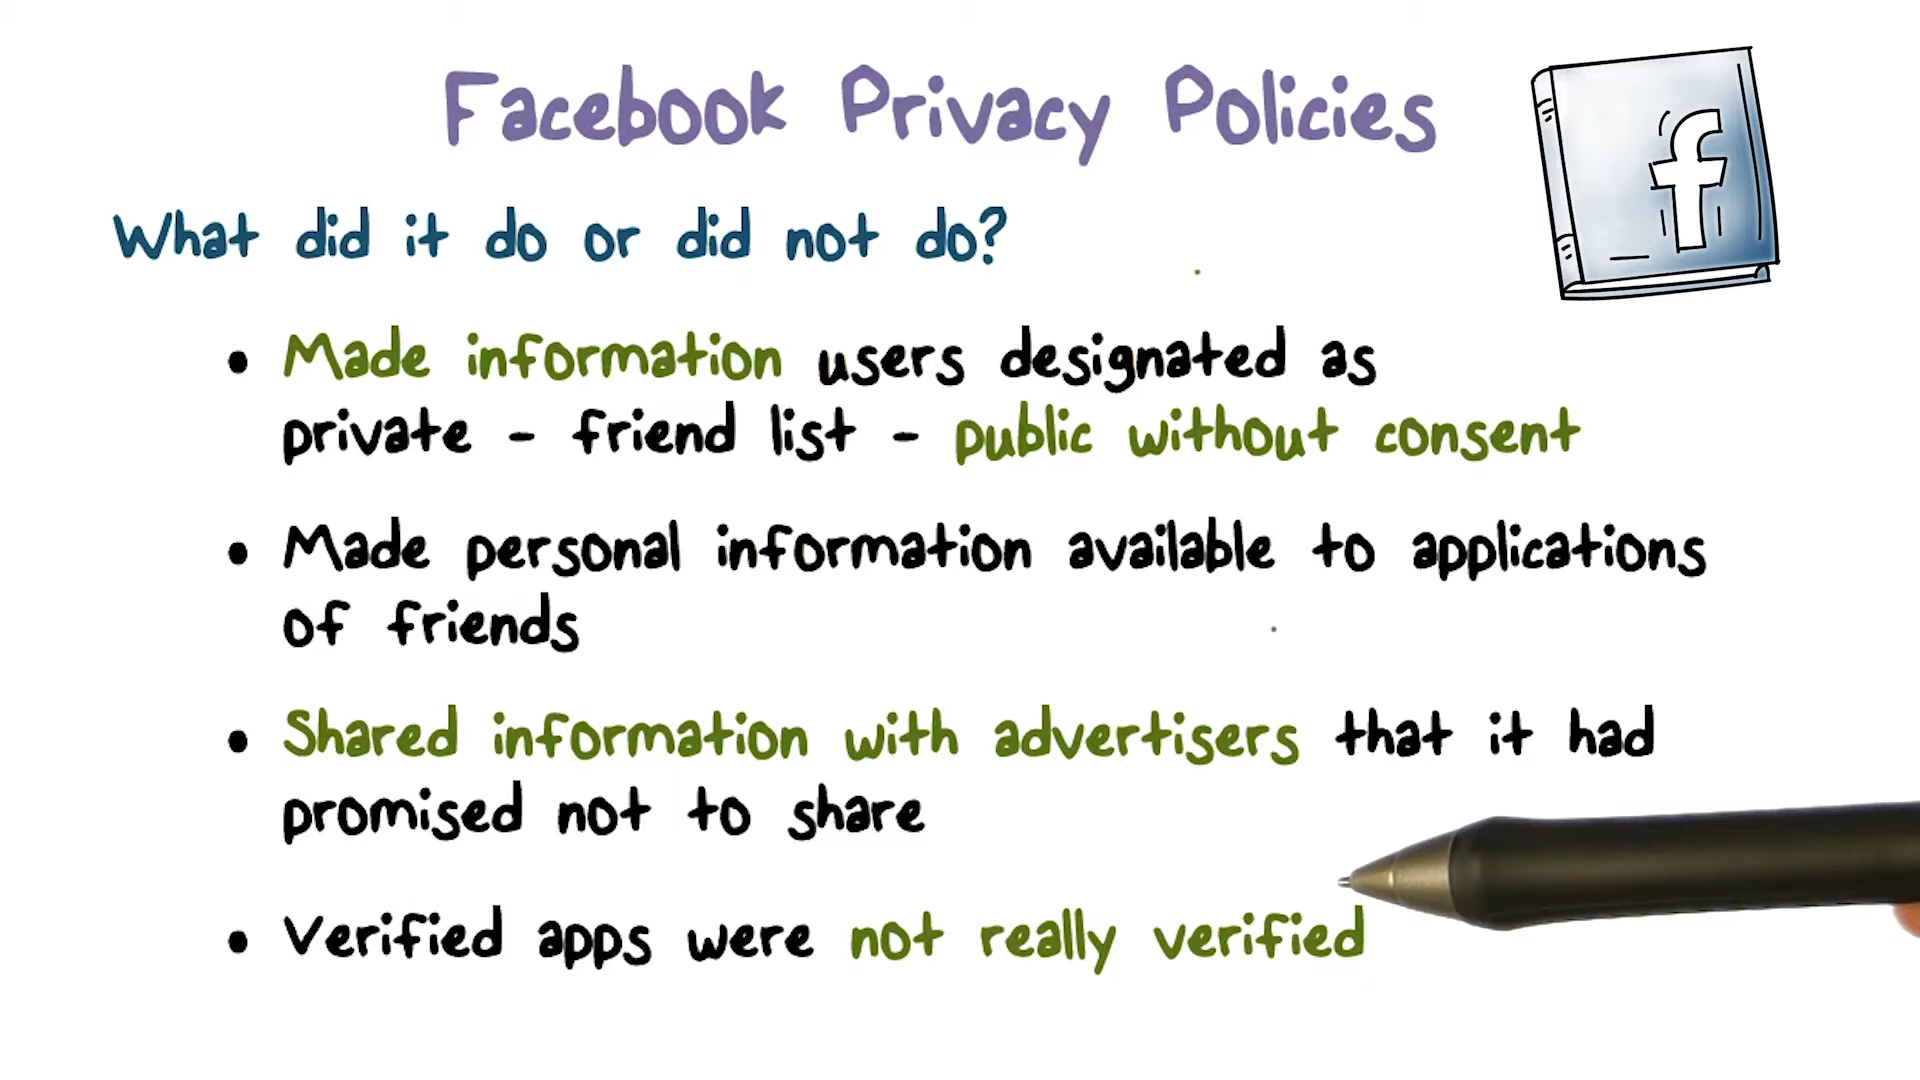 Facebook Privacy Policies
f
What did it do or did not do?
• Made information users designated as
private - friend list - public without consent
• Made personal information available to applications
of friends
• Shared information with advertisers that it had
promised not to share
• Verified apps were not really verified